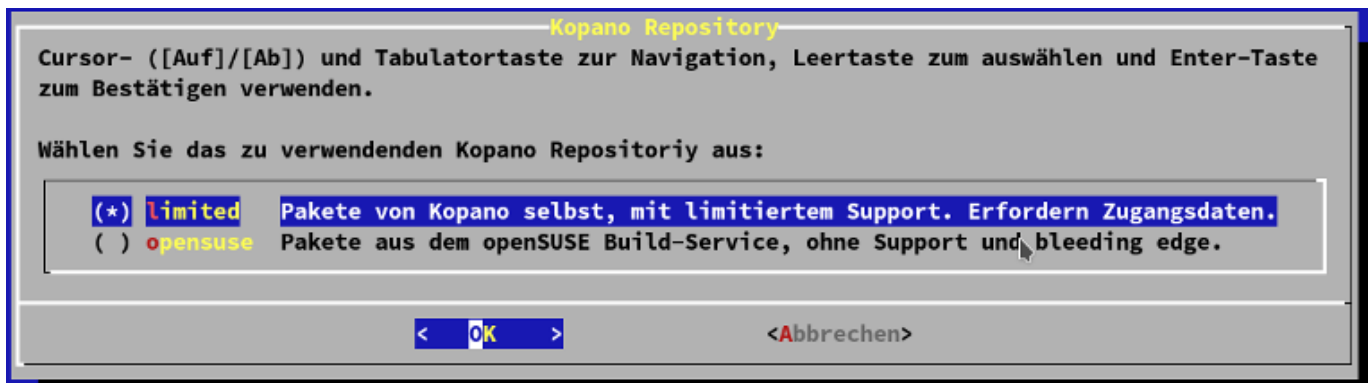 Kopano Repository
Cursor- ([Auf]/[Ab]) und Tabulatortaste zur Navigation, Leertaste zum auswählen und Enter-Taste
zum Bestätigen verwenden.
Wählen Sie das zu verwendenden Kopano Repositoriy aus:
(*) limited Pakete von Kopano selbst, mit limitiertem Support. Erfordern Zugangsdaten.
( ) opensuse Pakete aus dem openSUSE Build-Service, ohne Support und bleeding edge.
< OK > <Abbrechen>